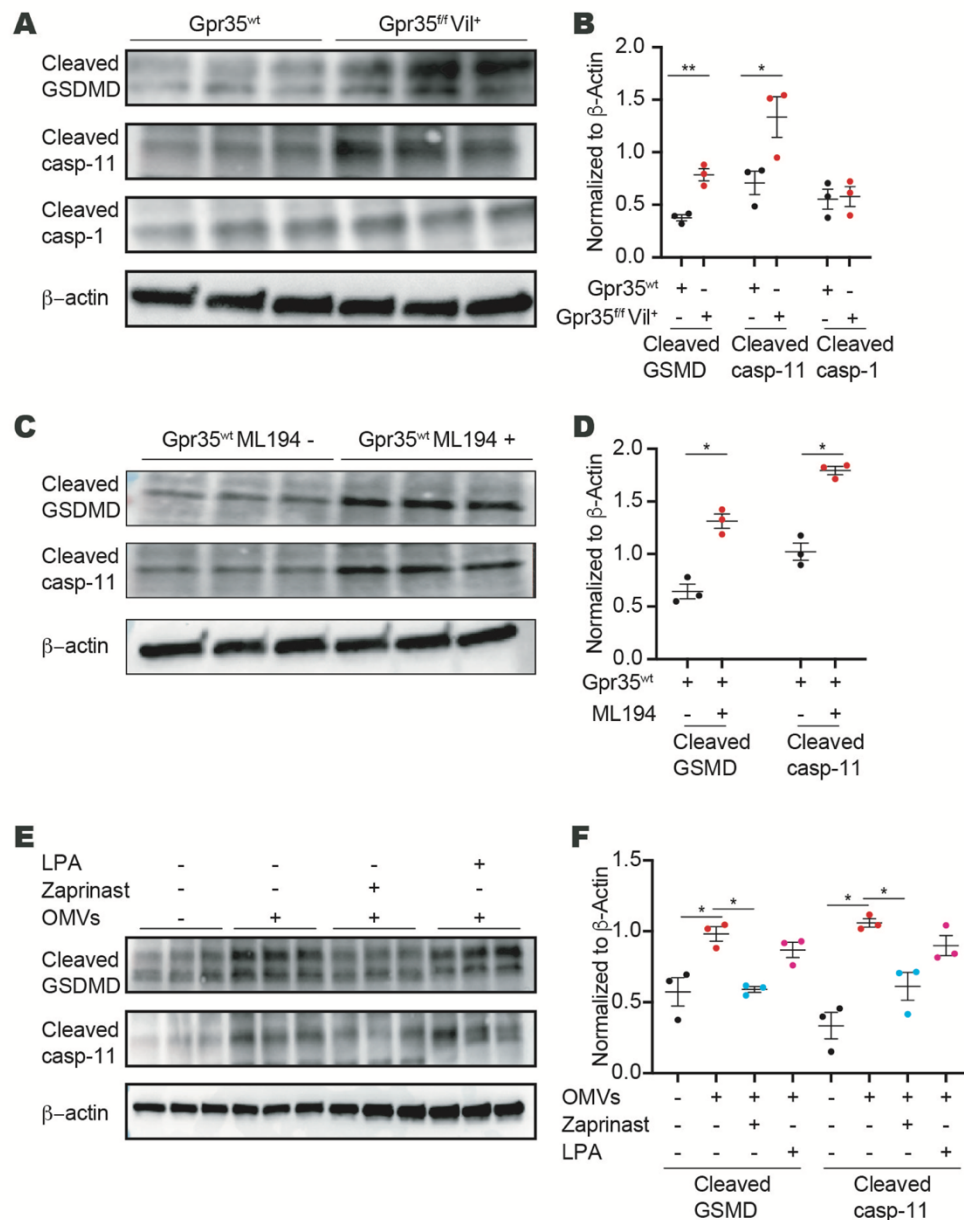 A
Gpr35wt Gpr35f/f Vil+
Cleaved
GSDMD
Cleaved
casp-11
Cleaved
casp-1
β–actin
B
Normalized to β-Actin
2.0
1.5
1.0
0.5
0.0
** *
Gpr35wt + - + - + -
Gpr35f/f Vil+ - + - + - +
Cleaved Cleaved Cleaved
GSMD casp-11 casp-1
C
Gpr35wt ML194 - Gpr35wt ML194 +
Cleaved
GSDMD
Cleaved
casp-11
β–actin
D
Normalized to β-Actin
2.0
1.5
1.0
0.5
0.0
* *
Gpr35wt + + + +
ML194 - + - +
Cleaved Cleaved
GSMD casp-11
E
LPA - - - +
Zaprinast - - + -
OMVs - + + +
Cleaved
GSDMD
Cleaved
casp-11
β–actin
F
Normalized to β-Actin
1.5
1.0
0.5
0.0
* * * *
OMVs - + + + - + + +
Zaprinast - - + - - - + -
LPA - - - + - - - +
Cleaved Cleaved
GSMD casp-11